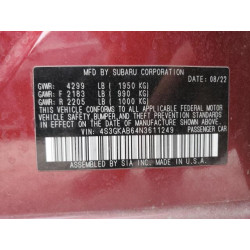 MFD BY SUBARU CORPORATION 08/22
GVWR: 4299 LB ( 1950 KG)
GAWR: F 2183 LB ( 990 KG)
GAWR: R 2205 LB ( 1000 KG)
THIS VEHICLE CONFORMS TO ALL APPLICABLE
FEDERAL MOTOR VEHICLE SAFETY, BUMPER,
AND THEFT PREVENTION STANDARDS IN EFFECT
ON THE DATE OF MANUFACTURE SHOWN ABOVE.
VIN: 4S3GKAB64N3611249 PASSENGER CAR
MFR'D BY SIA INC. MADE IN U.S.A.